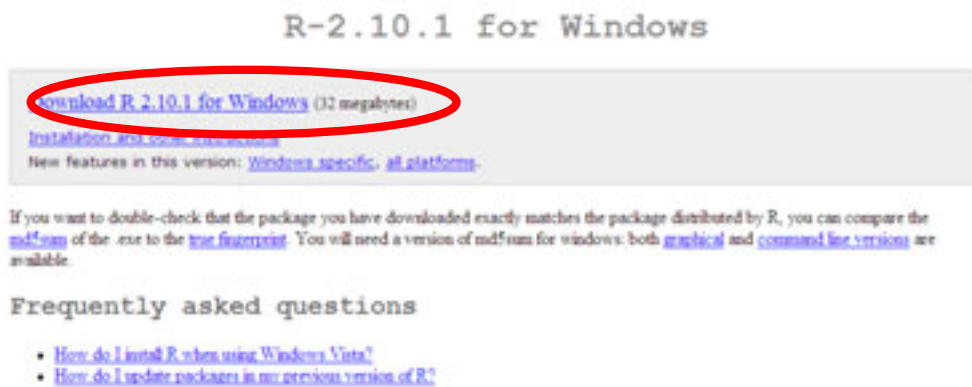 R-2.10.1 for Windows
Download R 2.10.1 for Windows (32 megabytes)
Installation and other instructions
New features in this version: Windows specific, all platforms.
If you want to double-check that the package you have downloaded exactly matches the package distributed by R, you can compare the
md5sum of the .exe to the true fingerprint. You will need a version of md5sum for windows: both graphical and command line versions are
available.
Frequently asked questions
• How do I install R when using Windows Vista?
• How do I update packages in my previous version of R?